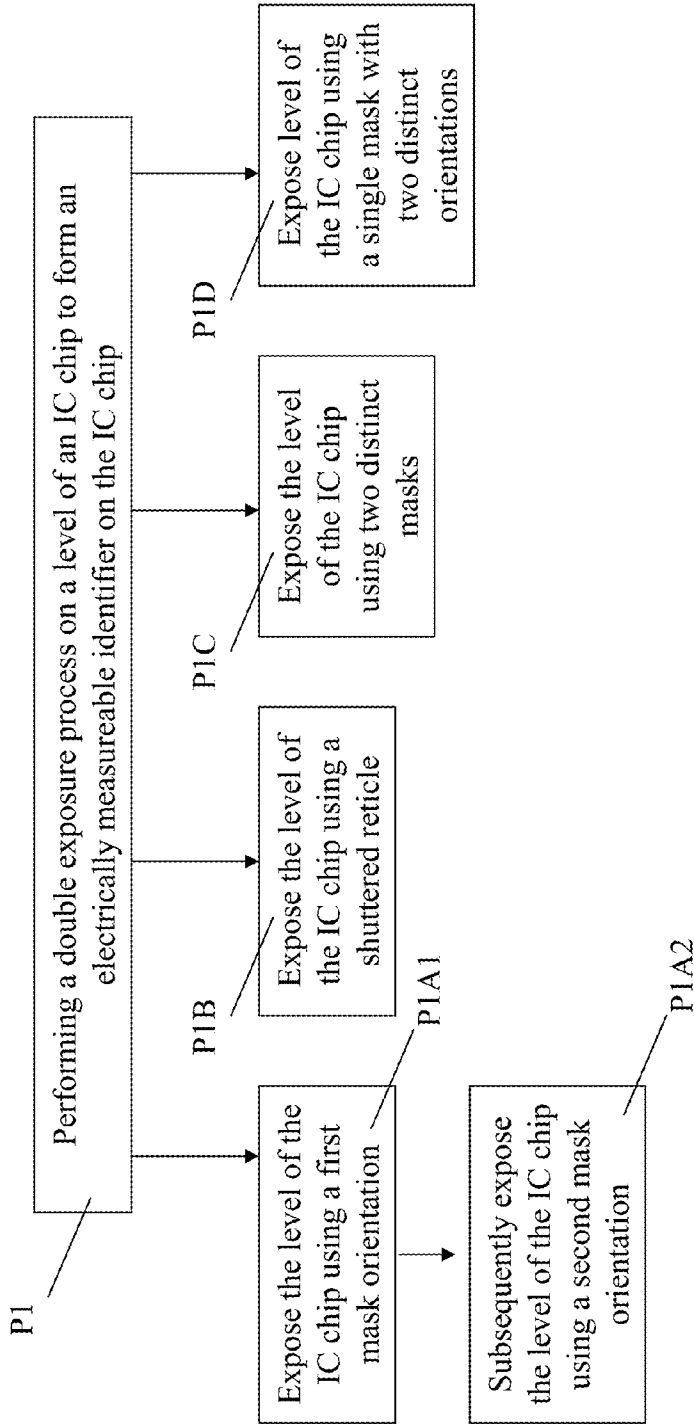 P1
Performing a double exposure process on a level of an IC chip to form an
electrically measureable identifier on the IC chip
Expose the level of the
IC chip using a first
mask orientation
P1A1
Subsequently expose
the level of the IC chip
using a second mask
orientation
P1A2
P1B
Expose the level of
the IC chip using a
shuttered reticle
P1C
Expose the level
of the IC chip
using two distinct
masks
P1D
Expose level of
the IC chip using
a single mask with
two distinct
orientations